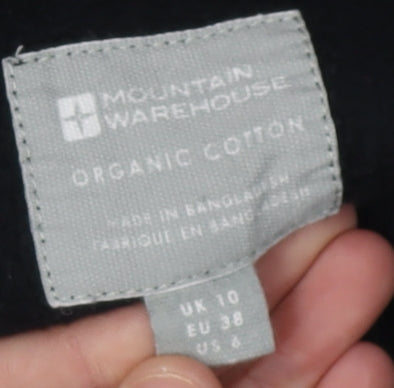 MOUNTAIN
WAREHOUSE
ORGANIC COTTON
MADE IN BANGLADESH
FABRIQUE EN BANGLADESH
UK 10
EU 38
US 6